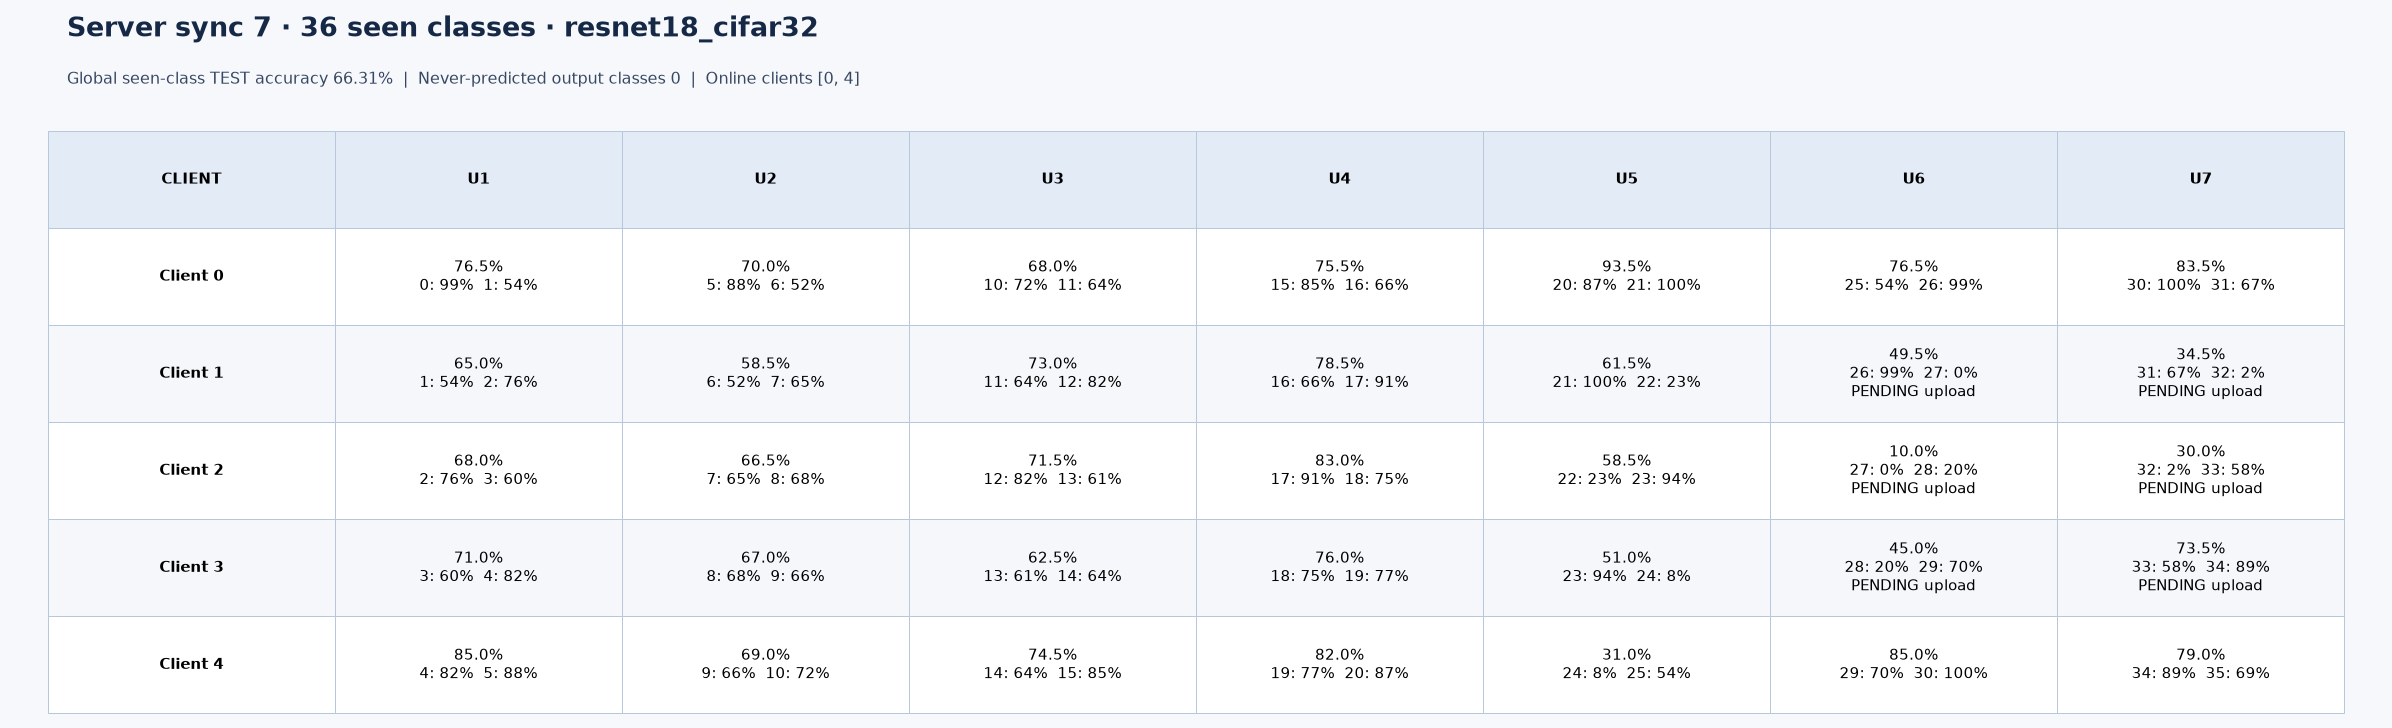 Server sync 7 · 36 seen classes · resnet18_cifar32
Global seen-class TEST accuracy 66.31%  |  Never-predicted output classes 0  |  Online clients [0, 4]
CLIENT U1 U2 U3 U4 U5 U6 U7
Client 0
76.5%
0: 99%  1: 54%
70.0%
5: 88%  6: 52%
68.0%
10: 72%  11: 64%
75.5%
15: 85%  16: 66%
93.5%
20: 87%  21: 100%
76.5%
25: 54%  26: 99%
83.5%
30: 100%  31: 67%
Client 1
65.0%
1: 54%  2: 76%
58.5%
6: 52%  7: 65%
73.0%
11: 64%  12: 82%
78.5%
16: 66%  17: 91%
61.5%
21: 100%  22: 23%
49.5%
26: 99%  27: 0%
PENDING upload
34.5%
31: 67%  32: 2%
PENDING upload
Client 2
68.0%
2: 76%  3: 60%
66.5%
7: 65%  8: 68%
71.5%
12: 82%  13: 61%
83.0%
17: 91%  18: 75%
58.5%
22: 23%  23: 94%
10.0%
27: 0%  28: 20%
PENDING upload
30.0%
32: 2%  33: 58%
PENDING upload
Client 3
71.0%
3: 60%  4: 82%
67.0%
8: 68%  9: 66%
62.5%
13: 61%  14: 64%
76.0%
18: 75%  19: 77%
51.0%
23: 94%  24: 8%
45.0%
28: 20%  29: 70%
PENDING upload
73.5%
33: 58%  34: 89%
PENDING upload
Client 4
85.0%
4: 82%  5: 88%
69.0%
9: 66%  10: 72%
74.5%
14: 64%  15: 85%
82.0%
19: 77%  20: 87%
31.0%
24: 8%  25: 54%
85.0%
29: 70%  30: 100%
79.0%
34: 89%  35: 69%